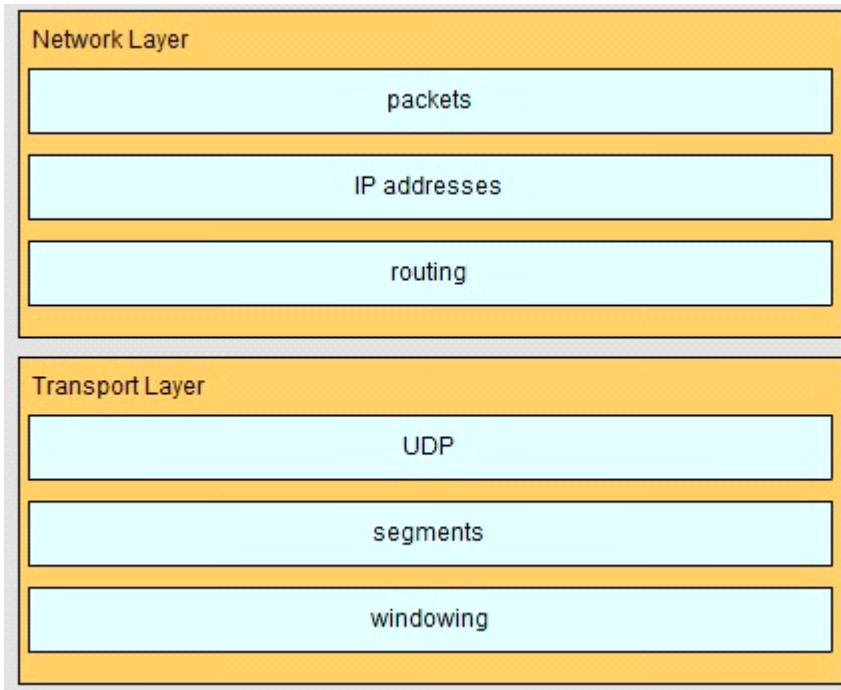 Network Layer
packets
IP addresses
routing
Transport Layer
UDP
segments
windowing